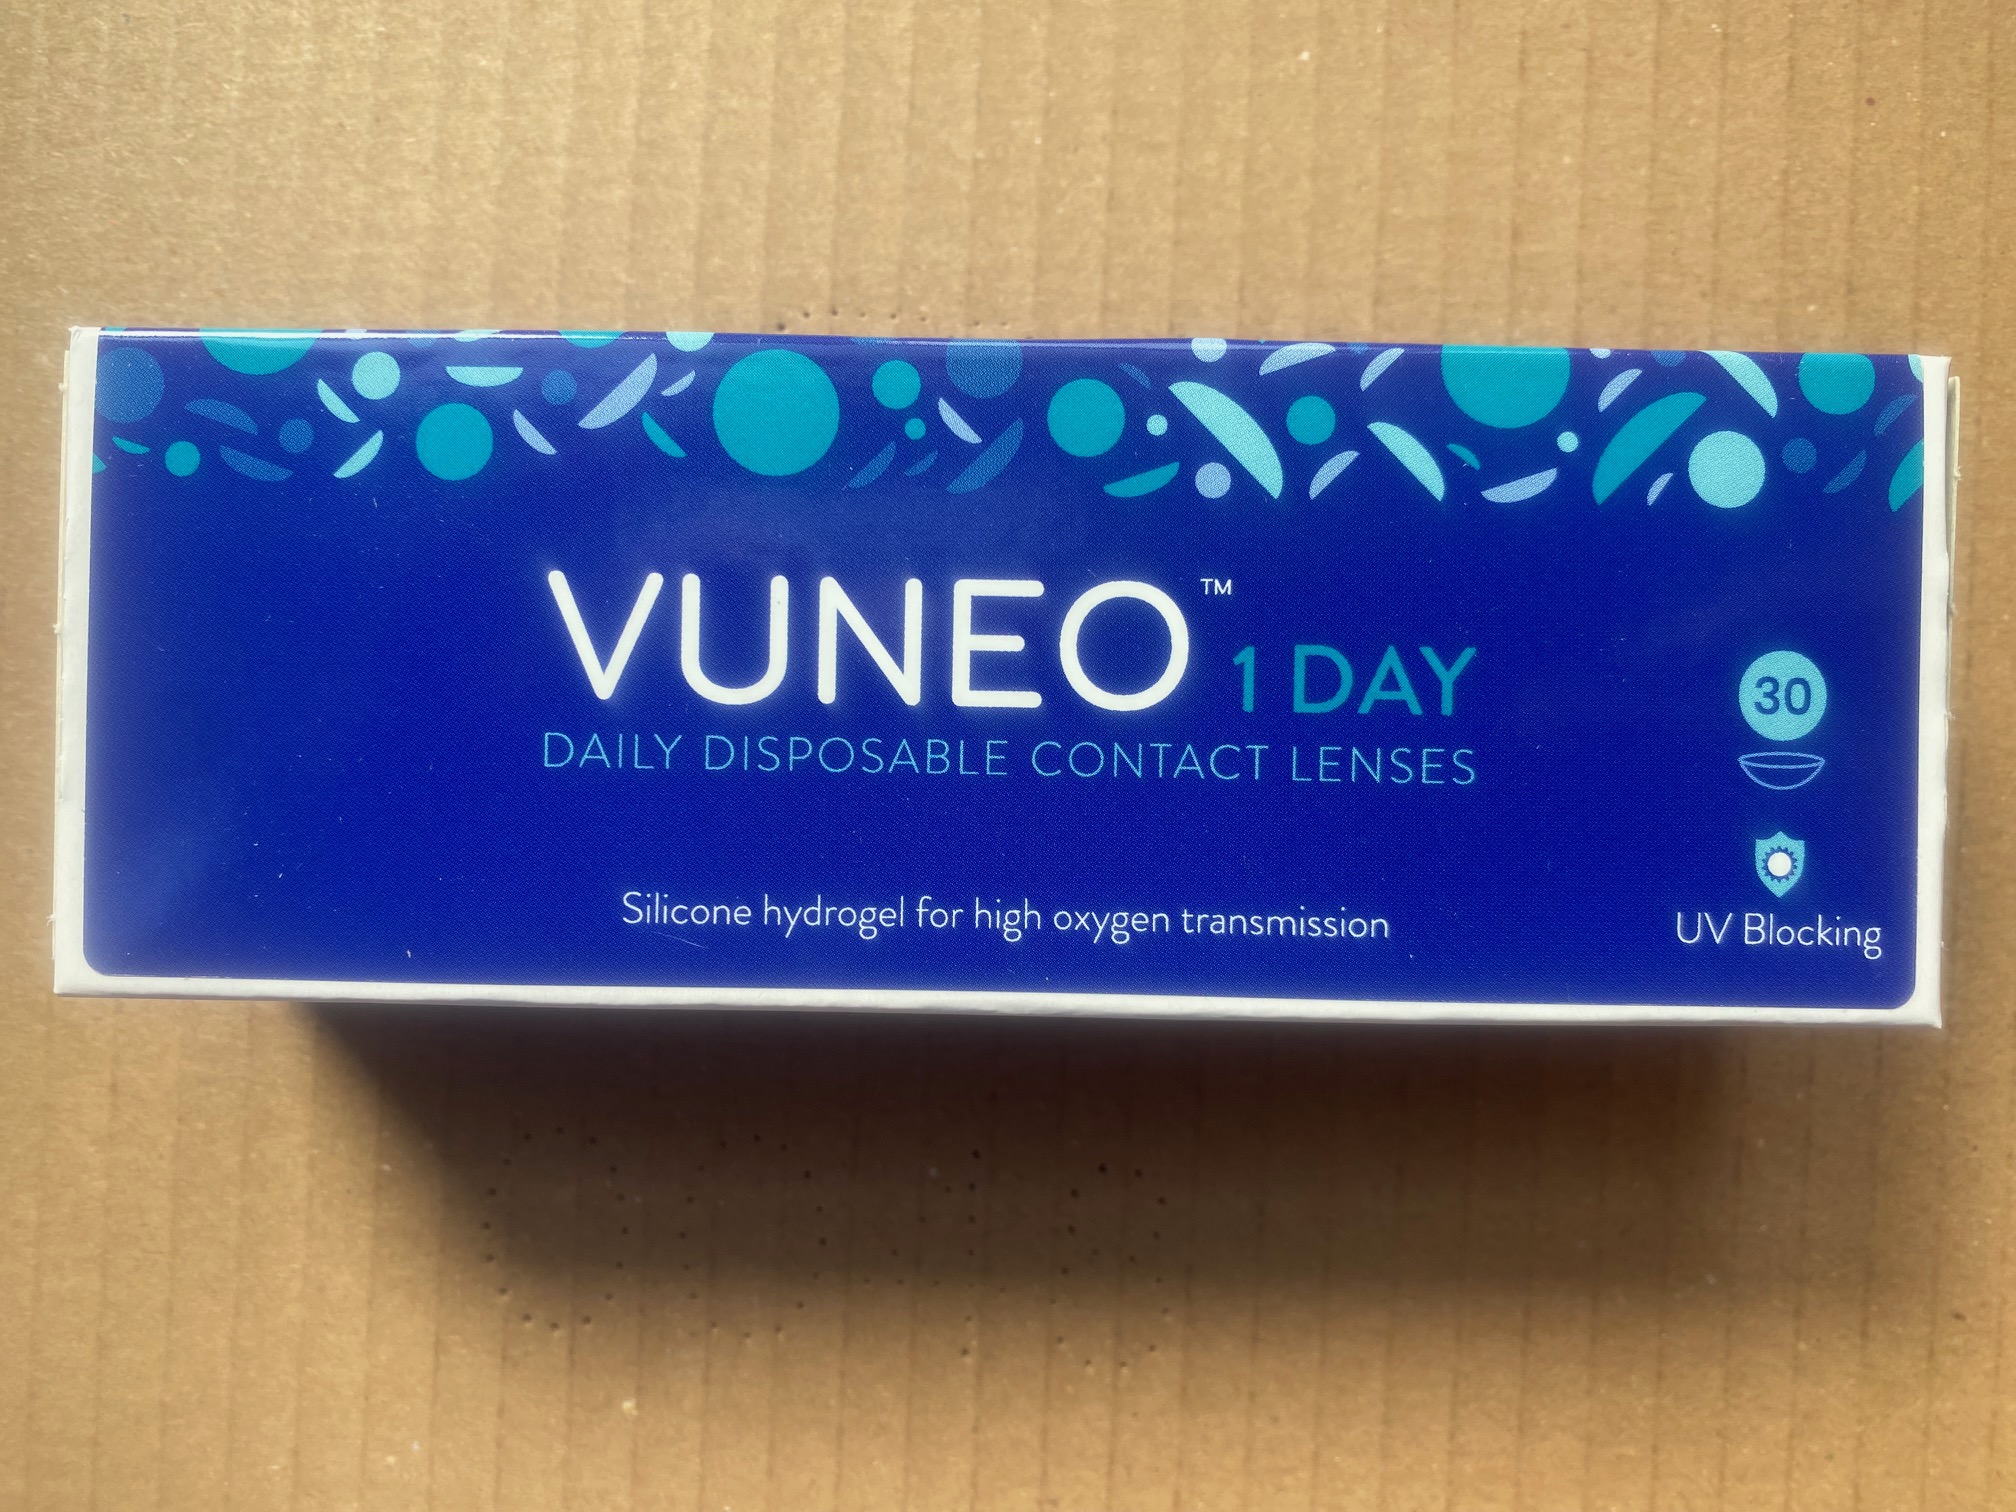 VUNEO™ 1 DAY
DAILY DISPOSABLE CONTACT LENSES
30
Silicone hydrogel for high oxygen transmission
UV Blocking